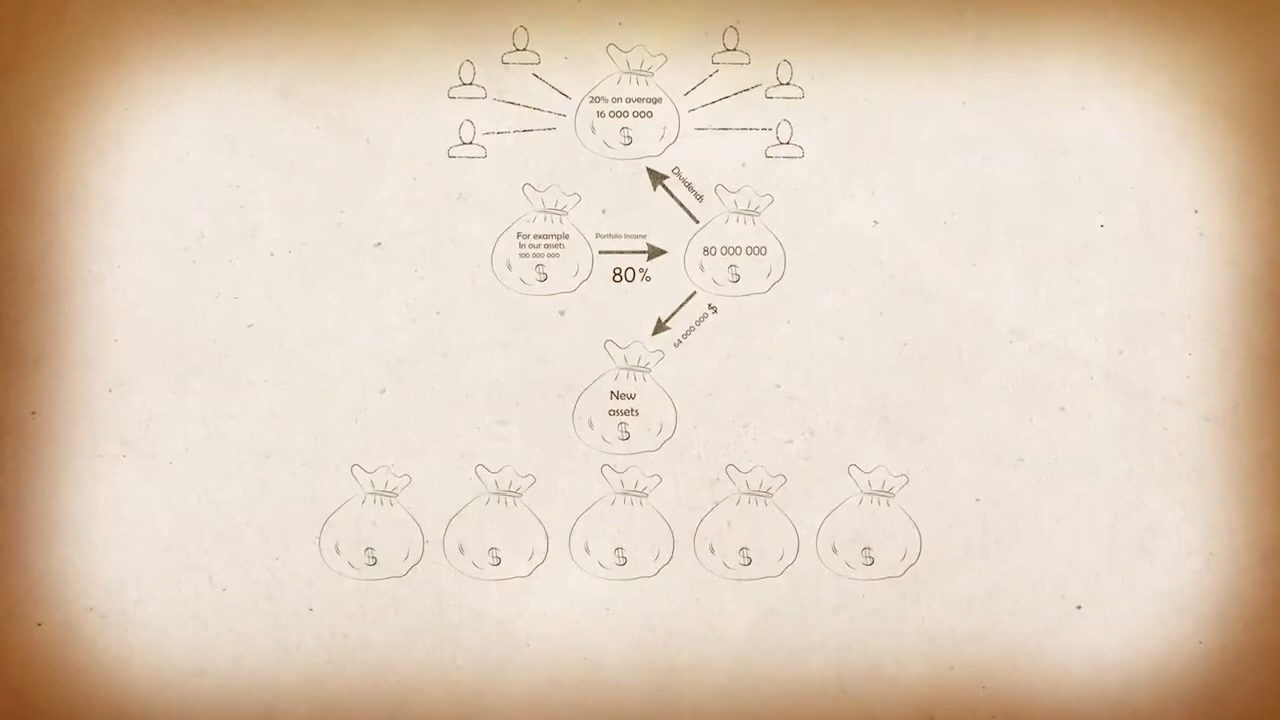 20% on average
16 000 000
$
Dividends
For example
In our assets
100 000 000
$
Portfolio Income
80%
80 000 000
$
64 000 000 $
New
assets
$
$
$
$
$
$